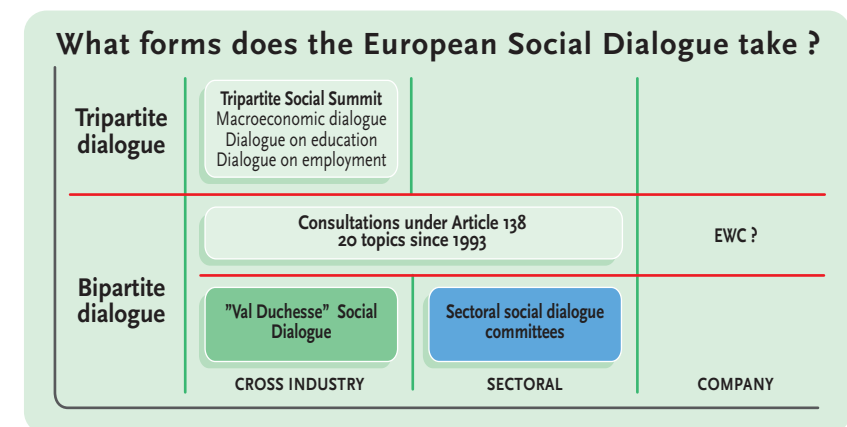 What forms does the European Social Dialogue take ?
Tripartite
dialogue
Tripartite Social Summit
Macroeconomic dialogue
Dialogue on education
Dialogue on employment
Consultations under Article 138
20 topics since 1993
EWC ?
Bipartite
dialogue
”Val Duchesse” Social
Dialogue
Sectoral social dialogue
committees
CROSS INDUSTRY
SECTORAL
COMPANY